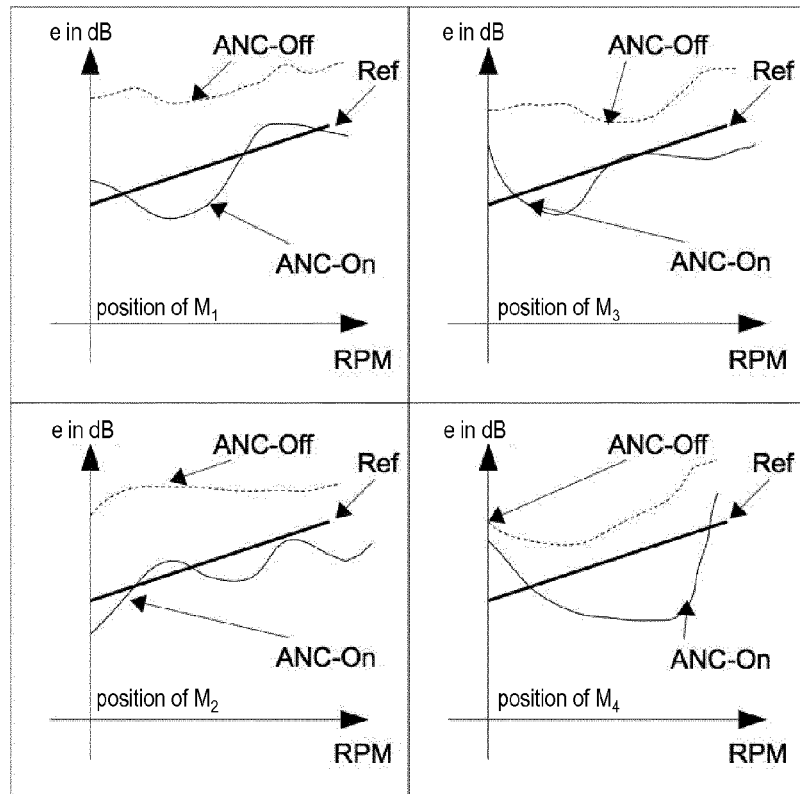 e in dB
ANC-Off
Ref
ANC-On
position of M₁
RPM
e in dB
ANC-Off
Ref
ANC-On
position of M₃
RPM
e in dB
ANC-Off
Ref
ANC-On
position of M₂
RPM
e in dB
ANC-Off
Ref
ANC-On
position of M₄
RPM